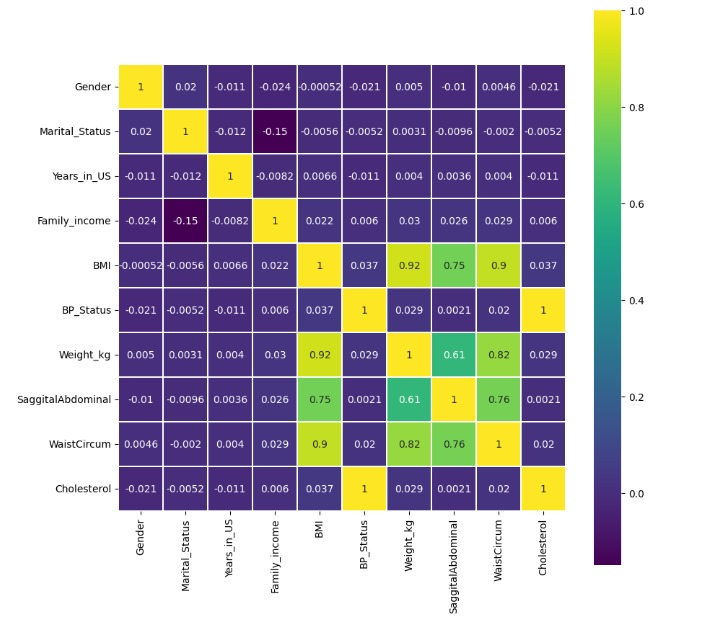 1.0
Gender 1 0.02 -0.011 -0.024 -0.00052 -0.021 0.005 -0.01 0.0046 -0.021
0.8
Marital_Status 0.02 1 -0.012 -0.15 -0.0056 -0.0052 0.0031 -0.0096 -0.002 -0.0052
Years_in_US -0.011 -0.012 1 -0.0082 0.0066 -0.011 0.004 0.0036 0.004 -0.011
0.6
Family_income -0.024 -0.15 -0.0082 1 0.022 0.006 0.03 0.026 0.029 0.006
BMI -0.00052 -0.0056 0.0066 0.022 1 0.037 0.92 0.75 0.9 0.037
0.4
BP_Status -0.021 -0.0052 -0.011 0.006 0.037 1 0.029 0.0021 0.02 1
Weight_kg 0.005 0.0031 0.004 0.03 0.92 0.029 1 0.61 0.82 0.029
0.2
SaggitalAbdominal -0.01 -0.0096 0.0036 0.026 0.75 0.0021 0.61 1 0.76 0.0021
WaistCircum 0.0046 -0.002 0.004 0.029 0.9 0.02 0.82 0.76 1 0.02
Cholesterol -0.021 -0.0052 -0.011 0.006 0.037 1 0.029 0.0021 0.02 1
0.0
Gender
Marital_Status
Years_in_US
Family_income
BMI
BP_Status
Weight_kg
SaggitalAbdominal
WaistCircum
Cholesterol